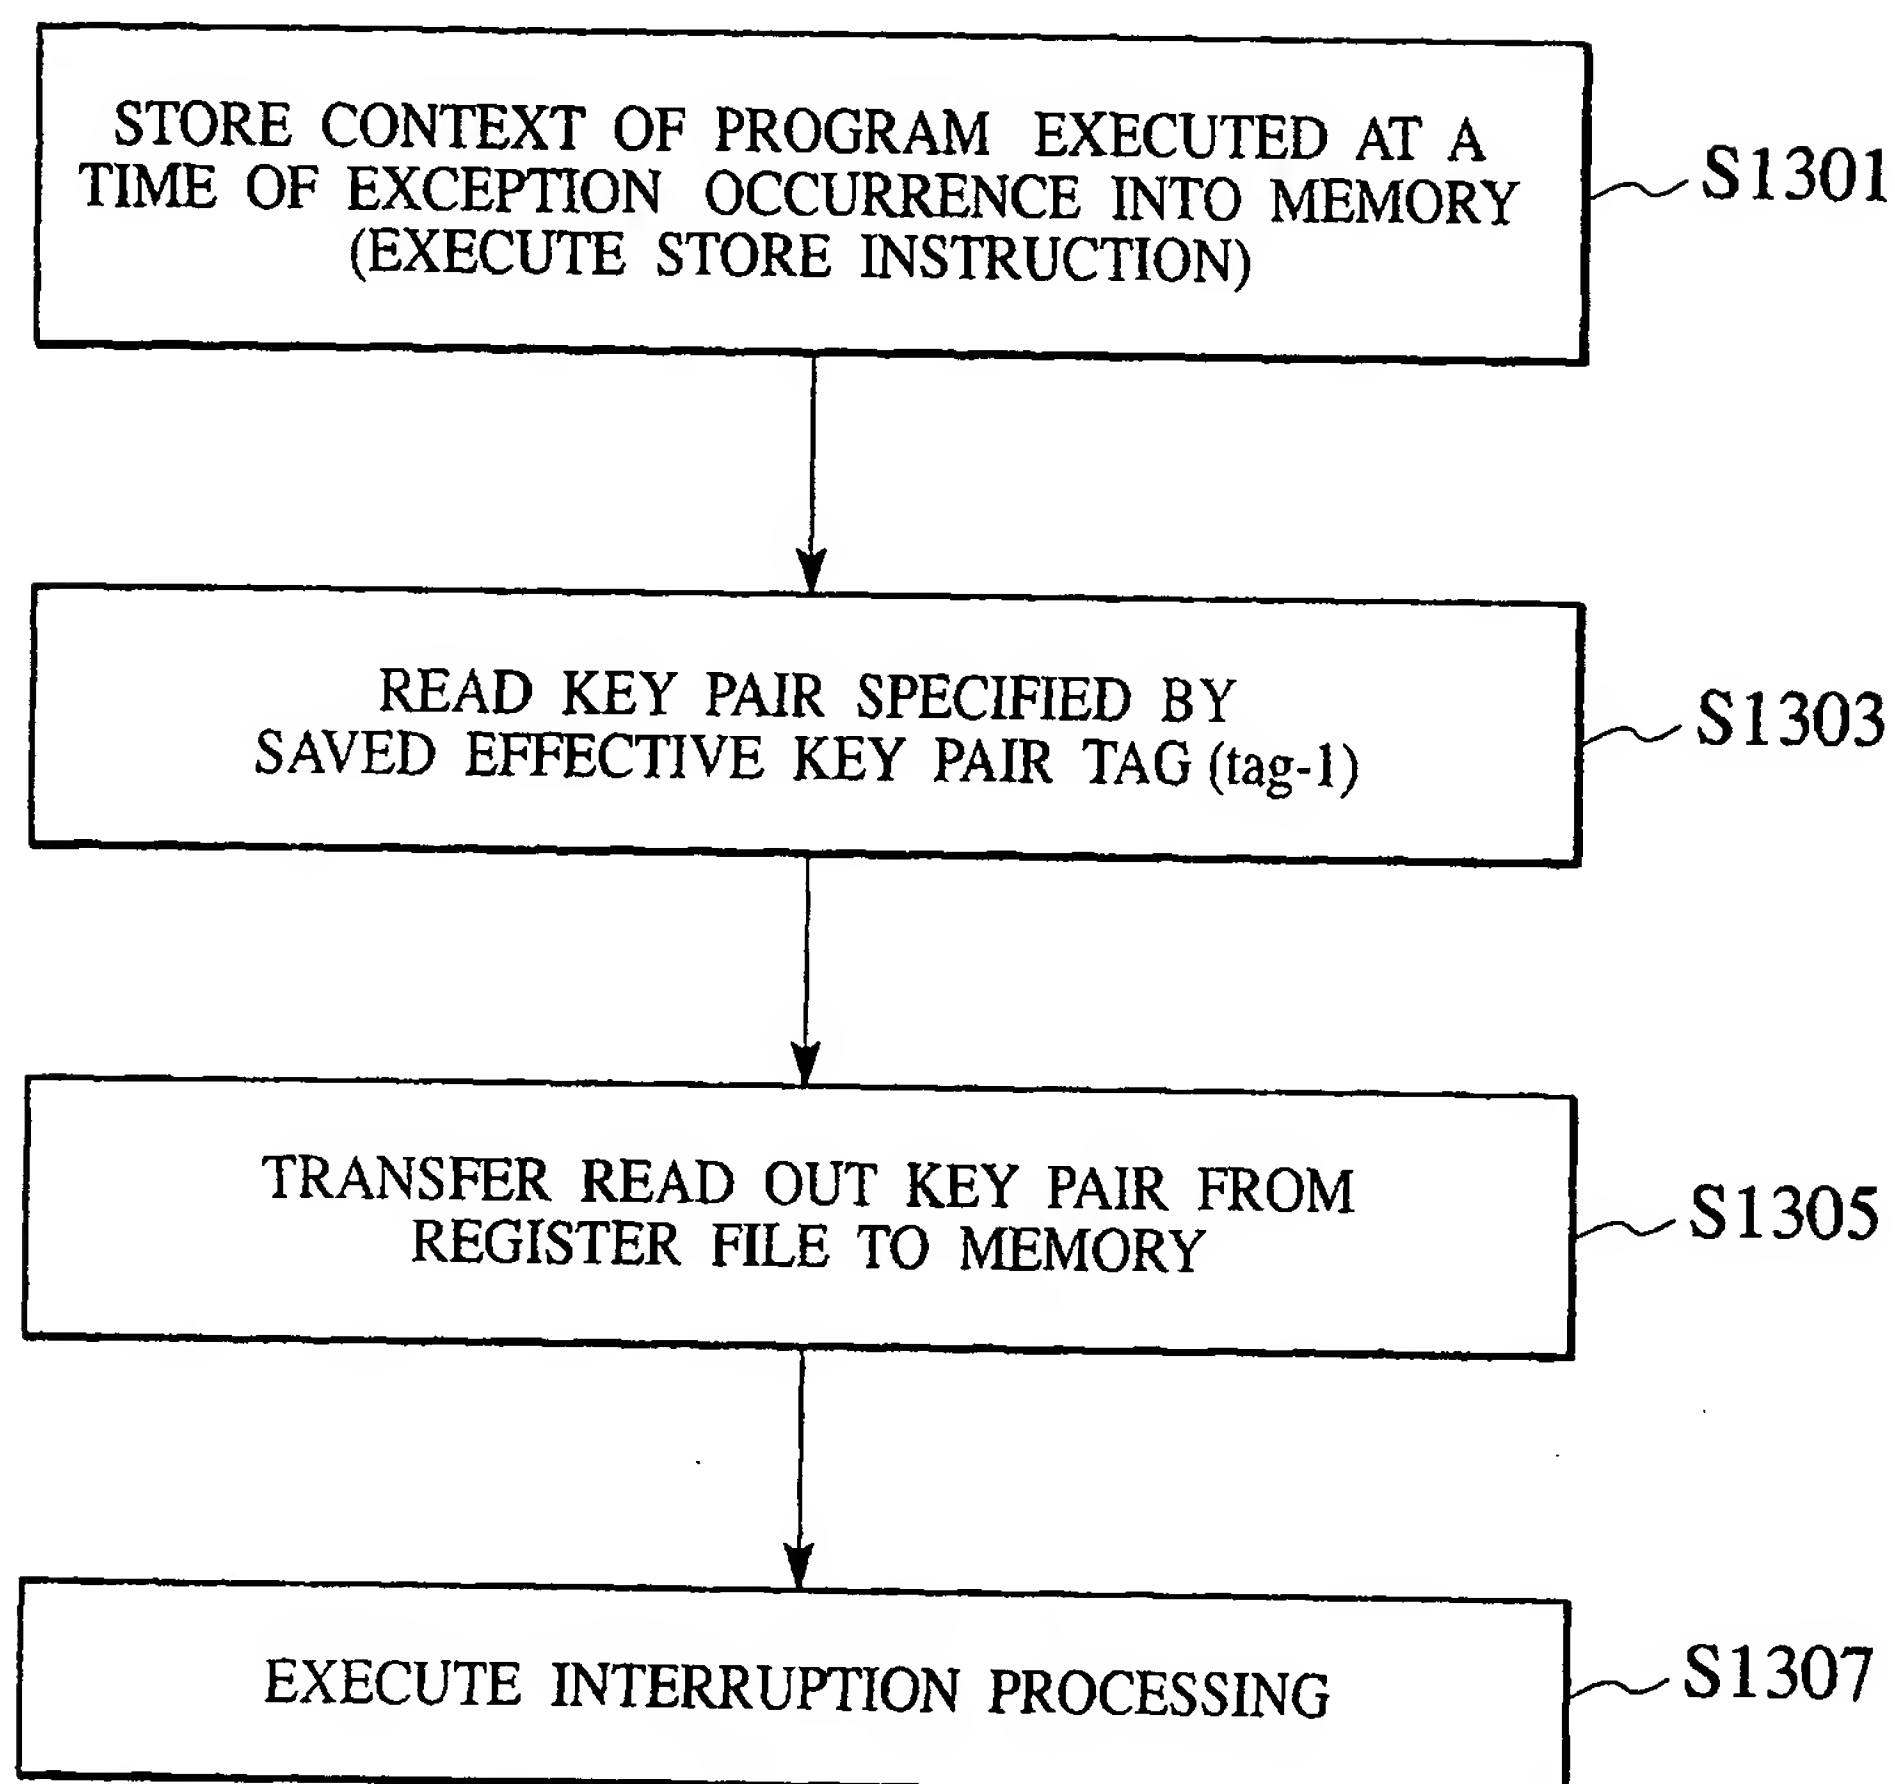 STORE CONTEXT OF PROGRAM EXECUTED AT A
TIME OF EXCEPTION OCCURRENCE INTO MEMORY
(EXECUTE STORE INSTRUCTION)
S1301
READ KEY PAIR SPECIFIED BY
SAVED EFFECTIVE KEY PAIR TAG (tag-1)
S1303
TRANSFER READ OUT KEY PAIR FROM
REGISTER FILE TO MEMORY
S1305
EXECUTE INTERRUPTION PROCESSING
S1307